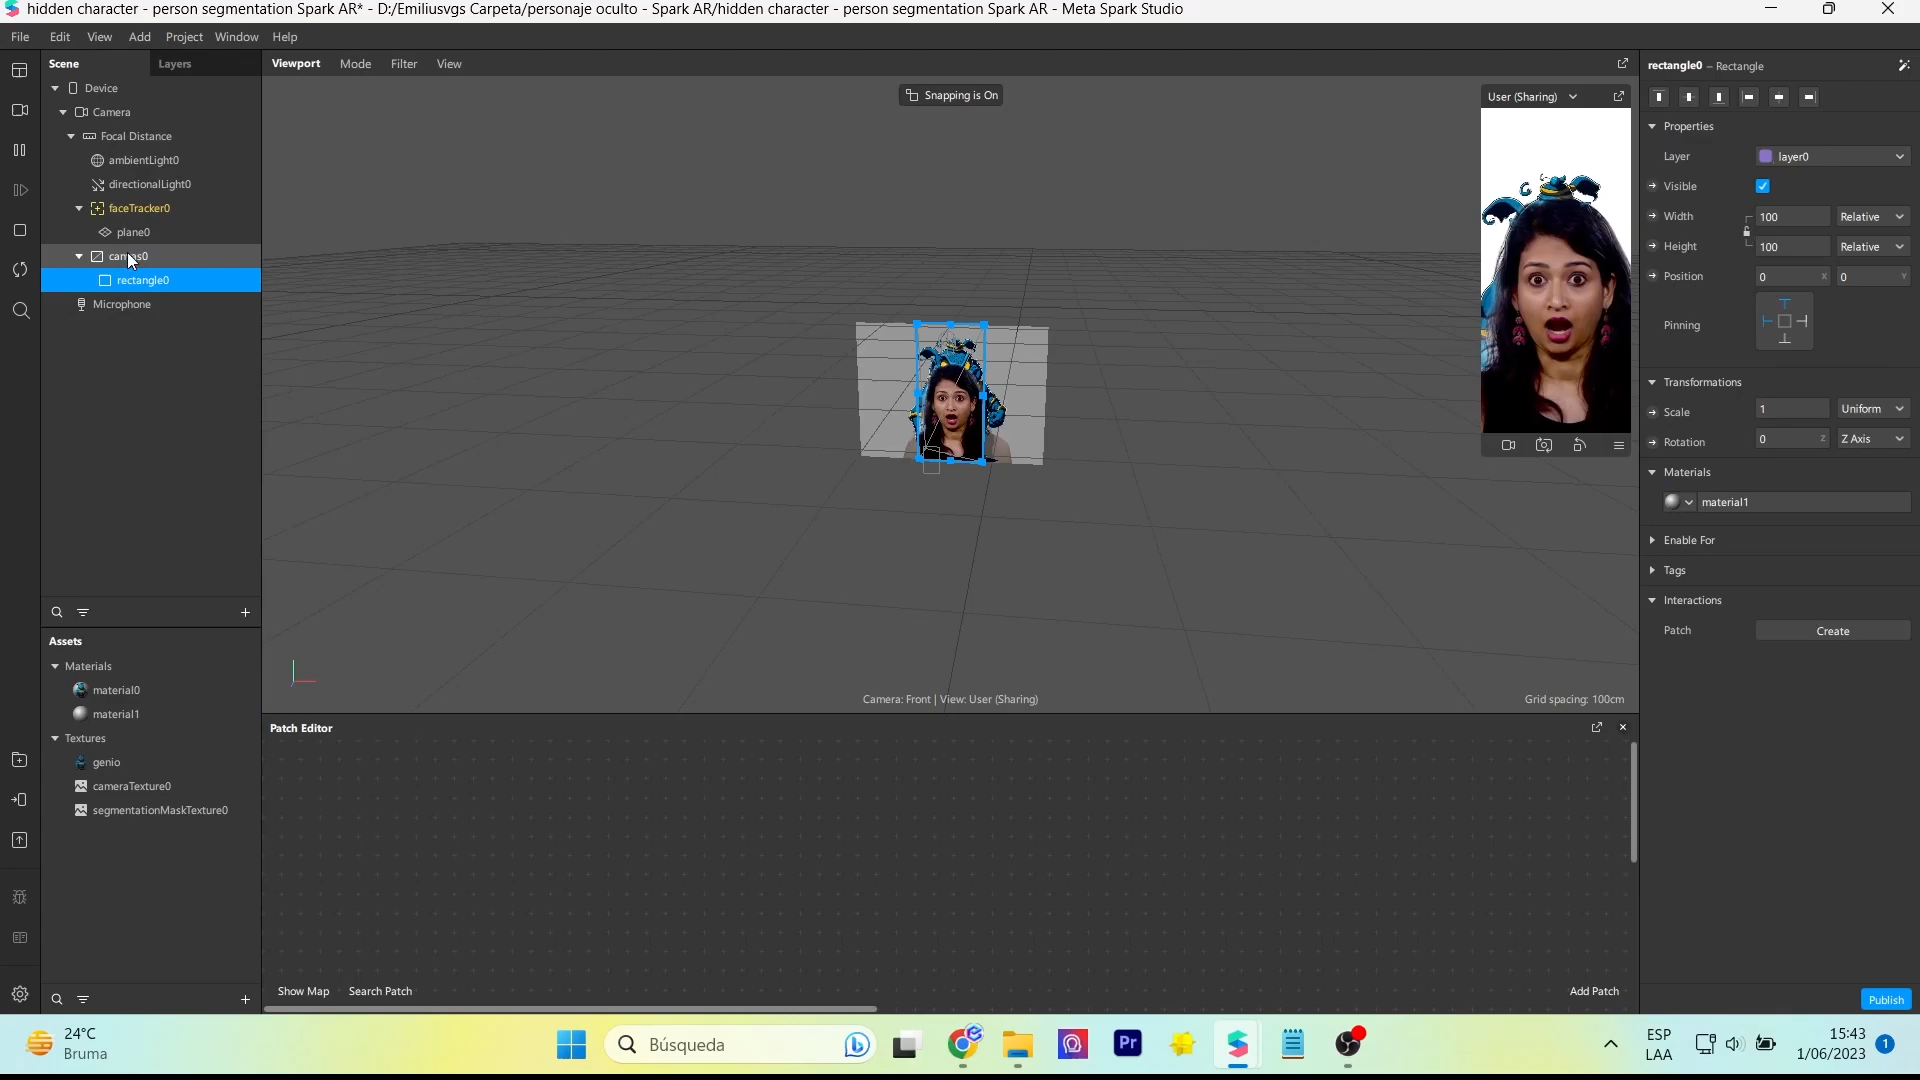 hidden character - person segmentation Spark AR* - D:/Emiliusvgs Carpeta/personaje oculto - Spark AR/hidden character - person segmentation Spark AR - Meta Spark Studio
File Edit View Add Project Window Help
Scene Layers
Device
Camera
Focal Distance
ambientLight0
directionalLight0
faceTracker0
plane0
canvas0
rectangle0
Microphone
Assets
Materials
material0
material1
Textures
genio
cameraTexture0
segmentationMaskTexture0
Viewport Mode Filter View
Snapping is On
User (Sharing)
Camera: Front | View: User (Sharing)
Grid spacing: 100cm
Patch Editor
Show Map Search Patch
Add Patch
rectangle0 – Rectangle
Properties
Layer layer0
Visible
Width 100 Relative
Height 100 Relative
Position 0 X 0 Y
Pinning
Transformations
Scale 1 Uniform
Rotation 0 Z Z Axis
Materials
material1
Enable For
Tags
Interactions
Patch Create
Publish
24°C
Bruma
Búsqueda
Pr
ESP
LAA
15:43
1/06/2023
1